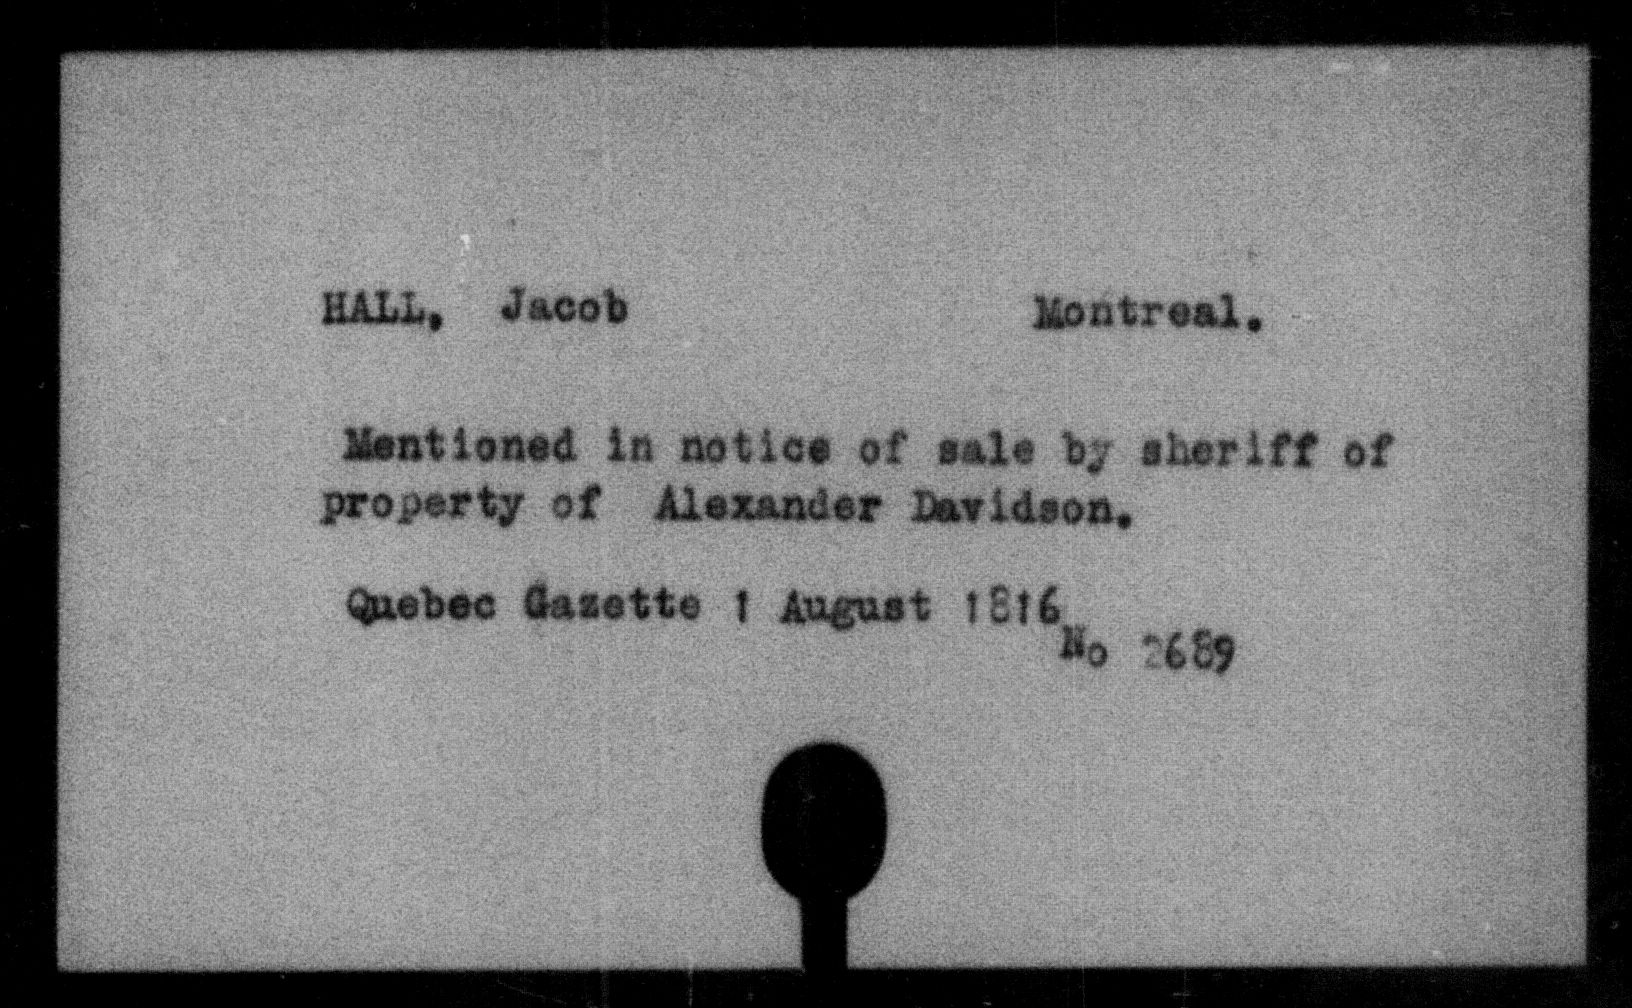 HALL, Jacob Montreal.
Mentioned in notice of sale by sheriff of
property of Alexander Davidson.
Quebec Gazette 1 August 1816
No 2689